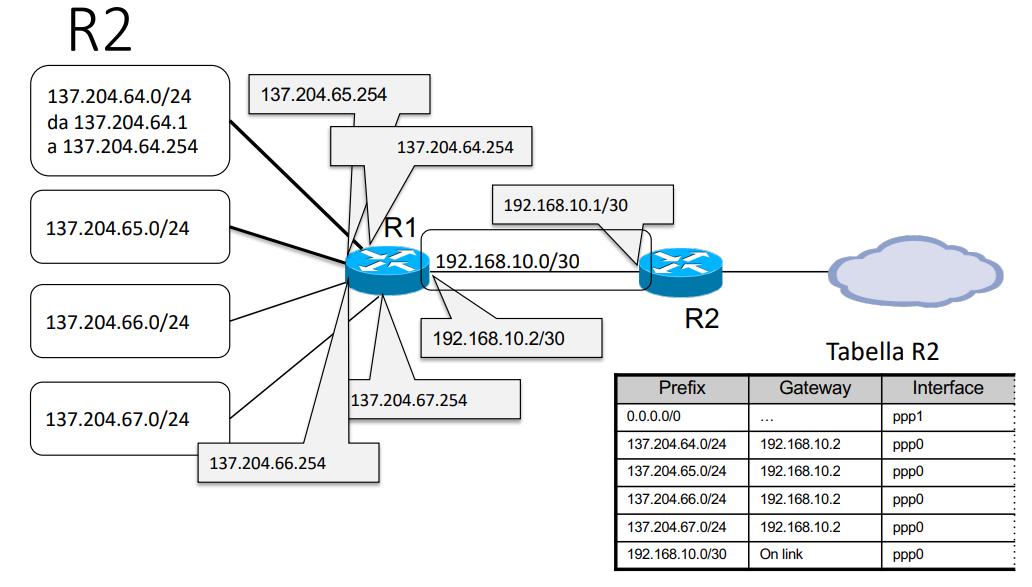 R2
137.204.64.0/24
da 137.204.64.1
a 137.204.64.254
137.204.65.0/24
137.204.66.0/24
137.204.67.0/24
137.204.65.254
137.204.64.254
R1
192.168.10.1/30
192.168.10.0/30
R2
192.168.10.2/30
137.204.67.254
137.204.66.254
Tabella R2
Prefix Gateway Interface
0.0.0.0/0 ... ppp1
137.204.64.0/24 192.168.10.2 ppp0
137.204.65.0/24 192.168.10.2 ppp0
137.204.66.0/24 192.168.10.2 ppp0
137.204.67.0/24 192.168.10.2 ppp0
192.168.10.0/30 On link ppp0